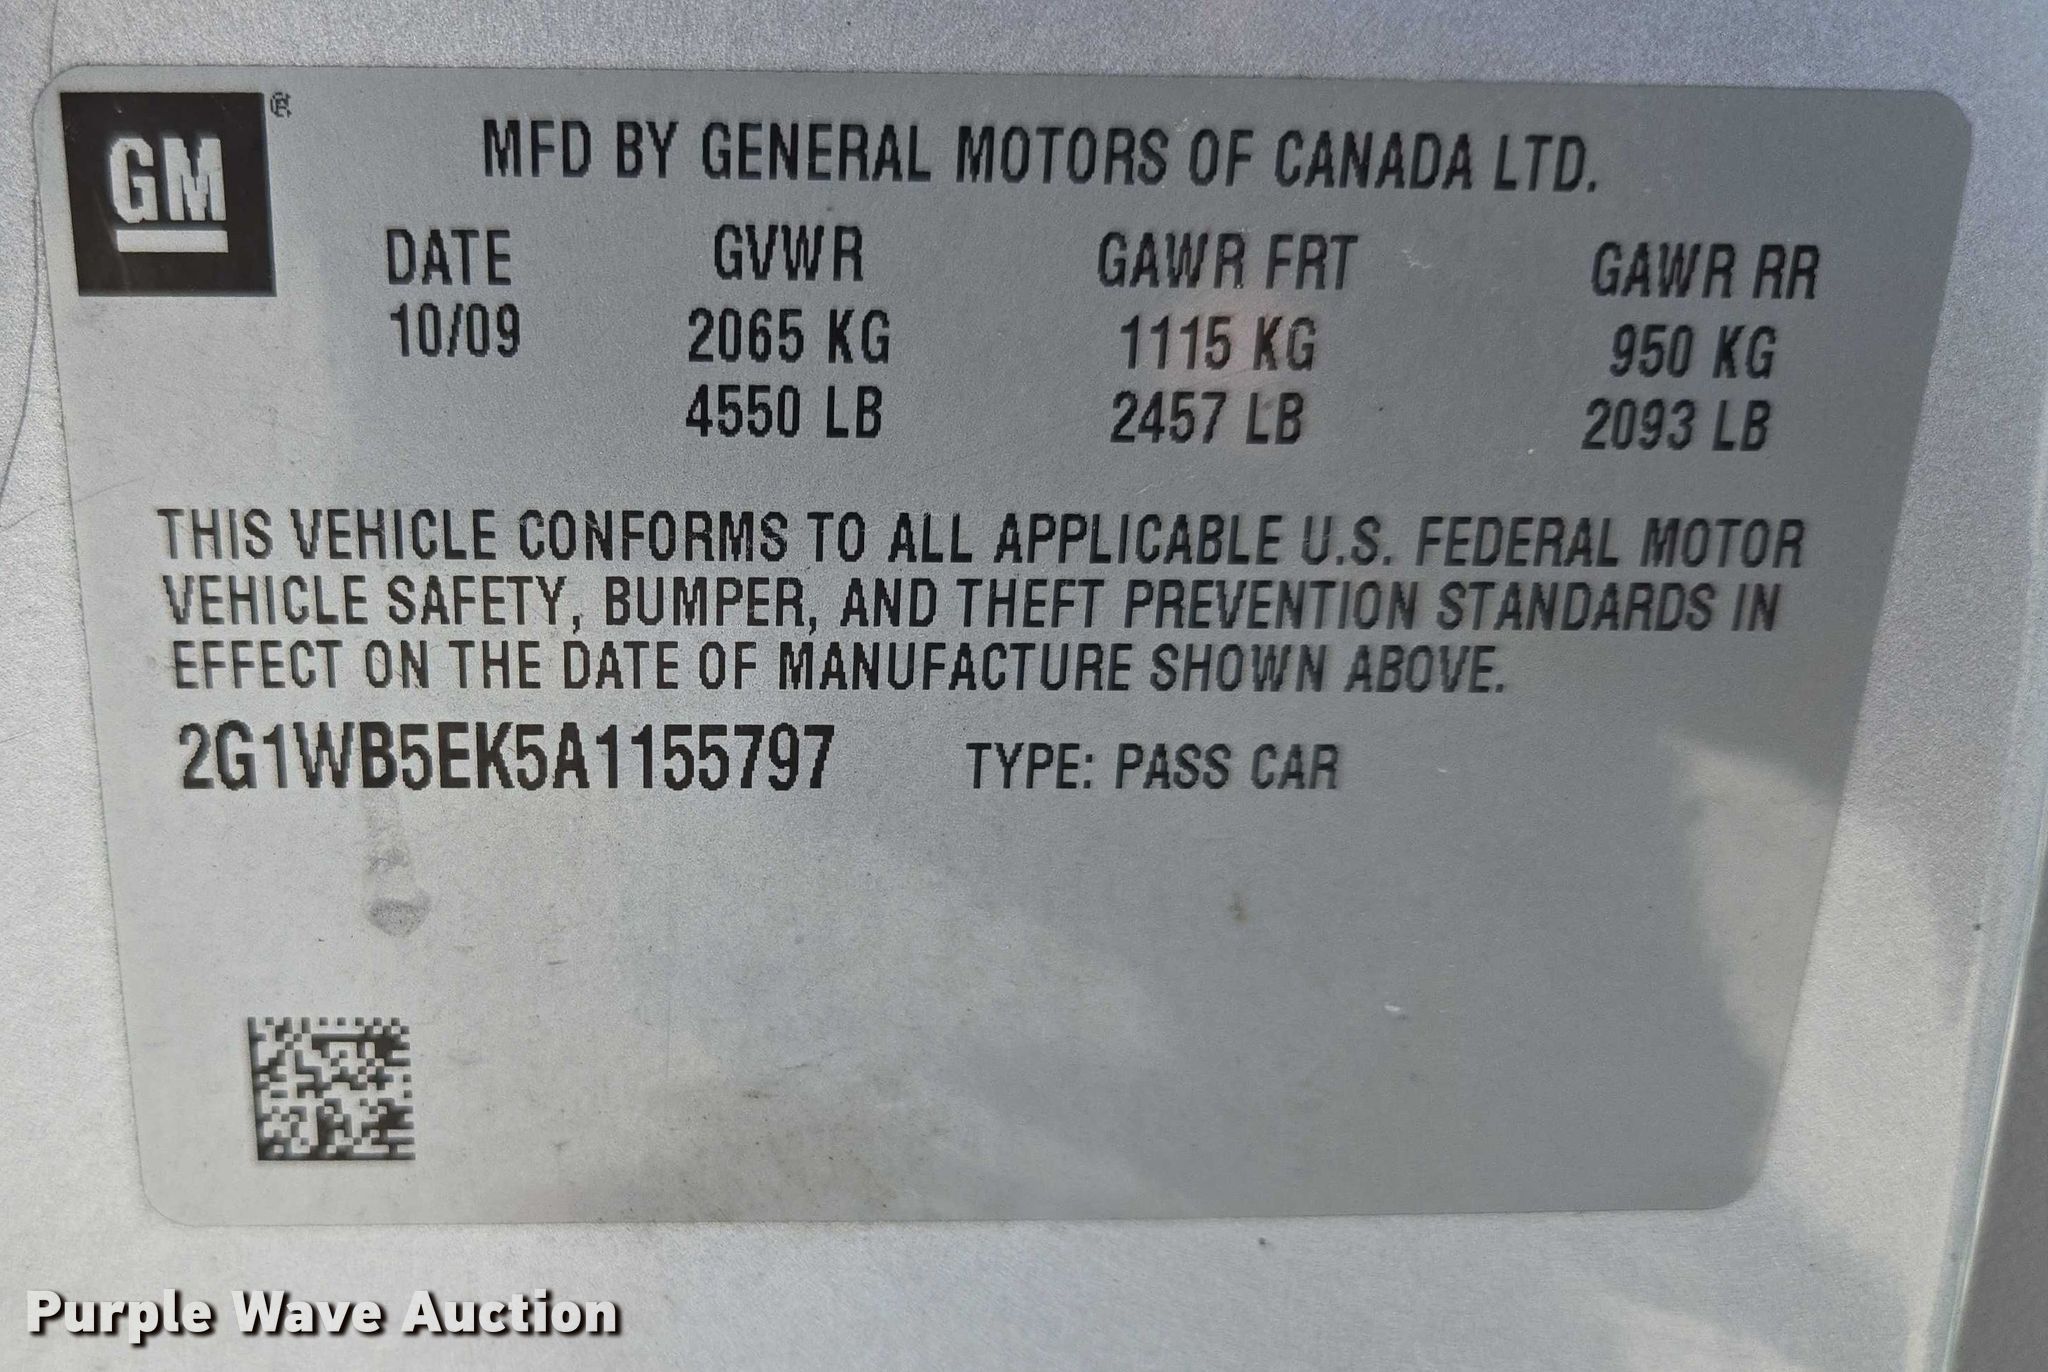 GM ®
MFD BY GENERAL MOTORS OF CANADA LTD.
DATE GVWR GAWR FRT GAWR RR
10/09 2065 KG 1115 KG 950 KG
4550 LB 2457 LB 2093 LB
THIS VEHICLE CONFORMS TO ALL APPLICABLE U.S. FEDERAL MOTOR
VEHICLE SAFETY, BUMPER, AND THEFT PREVENTION STANDARDS IN
EFFECT ON THE DATE OF MANUFACTURE SHOWN ABOVE.
2G1WB5EK5A1155797 TYPE: PASS CAR
Purple Wave Auction